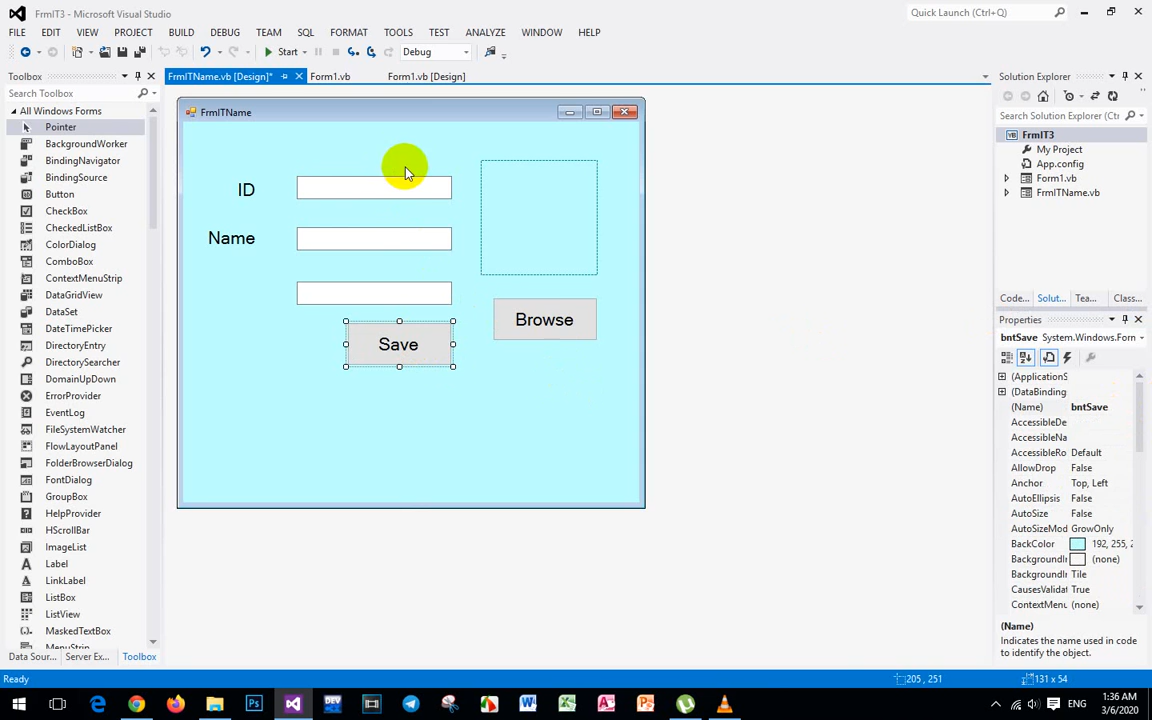 FrmIT3 - Microsoft Visual Studio
Quick Launch (Ctrl+Q)
FILE EDIT VIEW PROJECT BUILD DEBUG TEAM SQL FORMAT TOOLS TEST ANALYZE WINDOW HELP
Start Debug
Toolbox
FrmITName.vb [Design]* Form1.vb Form1.vb [Design]
Solution Explorer
Search Toolbox
All Windows Forms
Pointer
BackgroundWorker
BindingNavigator
BindingSource
Button
CheckBox
CheckedListBox
ColorDialog
ComboBox
ContextMenuStrip
DataGridView
DataSet
DateTimePicker
DirectoryEntry
DirectorySearcher
DomainUpDown
ErrorProvider
EventLog
FileSystemWatcher
FlowLayoutPanel
FolderBrowserDialog
FontDialog
GroupBox
HelpProvider
HScrollBar
ImageList
Label
LinkLabel
ListBox
ListView
MaskedTextBox
MenuStrip
Data Sour... Server Ex... Toolbox
FrmITName
ID
Name
Save
Browse
Search Solution Explorer (Ctrl
FrmIT3
My Project
App.config
Form1.vb
FrmITName.vb
Code... Solut... Tea... Class...
Properties
bntSave System.Windows.Forn
(ApplicationS
(DataBinding
(Name) bntSave
AccessibleDe
AccessibleNa
AccessibleRo Default
AllowDrop False
Anchor Top, Left
AutoEllipsis False
AutoSize False
AutoSizeMod GrowOnly
BackColor 192, 255, 2
BackgroundI (none)
BackgroundI Tile
CausesValidat True
ContextMenu (none)
(Name)
Indicates the name used in code to identify the object.
Ready 205 , 251 131 x 54
ENG
1:36 AM
3/6/2020